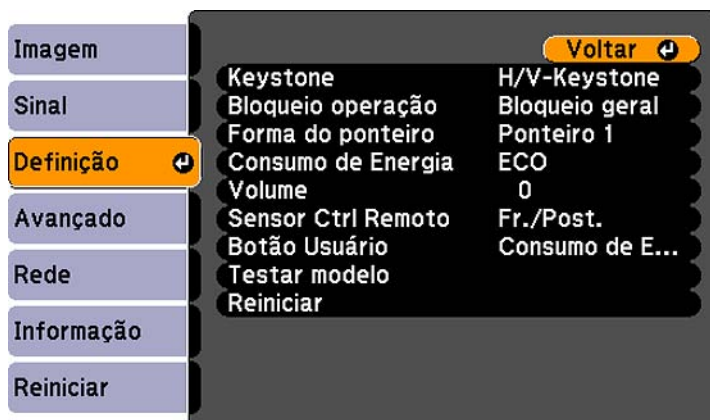 Imagem
Sinal
Definição
Avançado
Rede
Informação
Reiniciar
Voltar
Keystone H/V-Keystone
Bloqueio operação Bloqueio geral
Forma do ponteiro Ponteiro 1
Consumo de Energia ECO
Volume 0
Sensor Ctrl Remoto Fr./Post.
Botão Usuário Consumo de E...
Testar modelo
Reiniciar